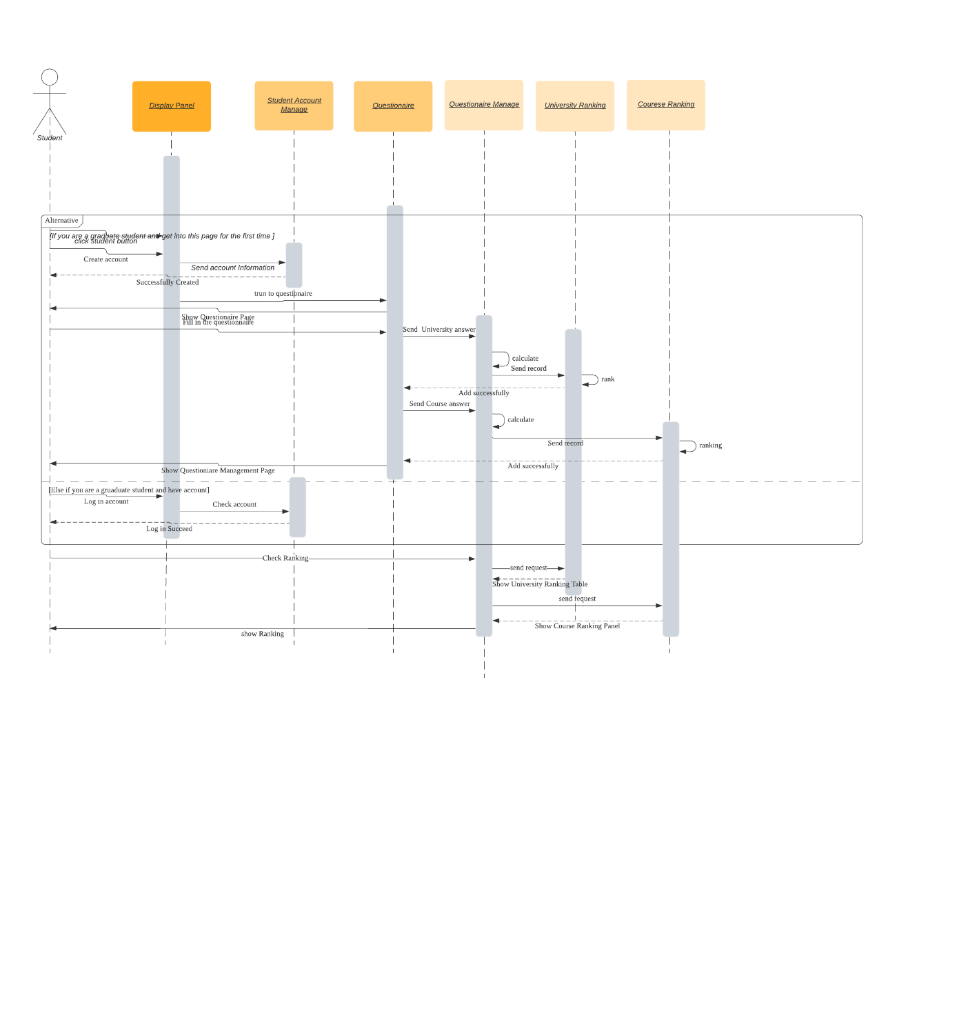 Student
Display Panel
Student Account
Manage
Questionaire
Questionaire Manage
University Ranking
Courese Ranking
Alternative
[If you are a graduate student and get into this page for the first time ]
click Student button
Create account
Send account Information
Successfully Created
trun to questionaire
Show Questionaire Page
Fill in the questionnaire
Send University answer
calculate
Send record
rank
Add successfully
Send Course answer
calculate
Send record
ranking
Add successfully
Show Questioniare Management Page
[Else if you are a gruaduate student and have account]
Log in account
Check account
Log in Succeed
Check Ranking
send request
Show University Ranking Table
send request
Show Course Ranking Panel
show Ranking